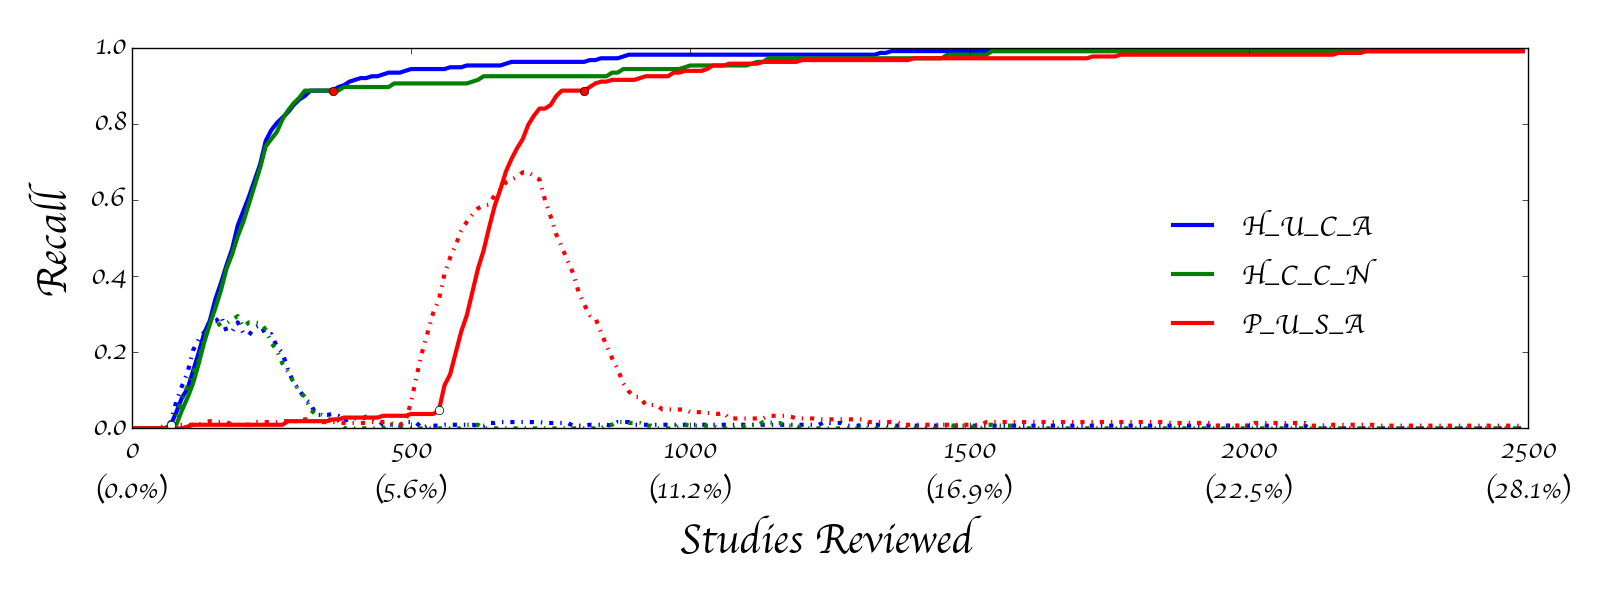 1.0
0.8
0.6
0.4
0.2
0.0
Recall
H_U_C_A
H_C_C_N
P_U_S_A
0 500 1000 1500 2000 2500
(0.0%) (5.6%) (11.2%) (16.9%) (22.5%) (28.1%)
Studies Reviewed